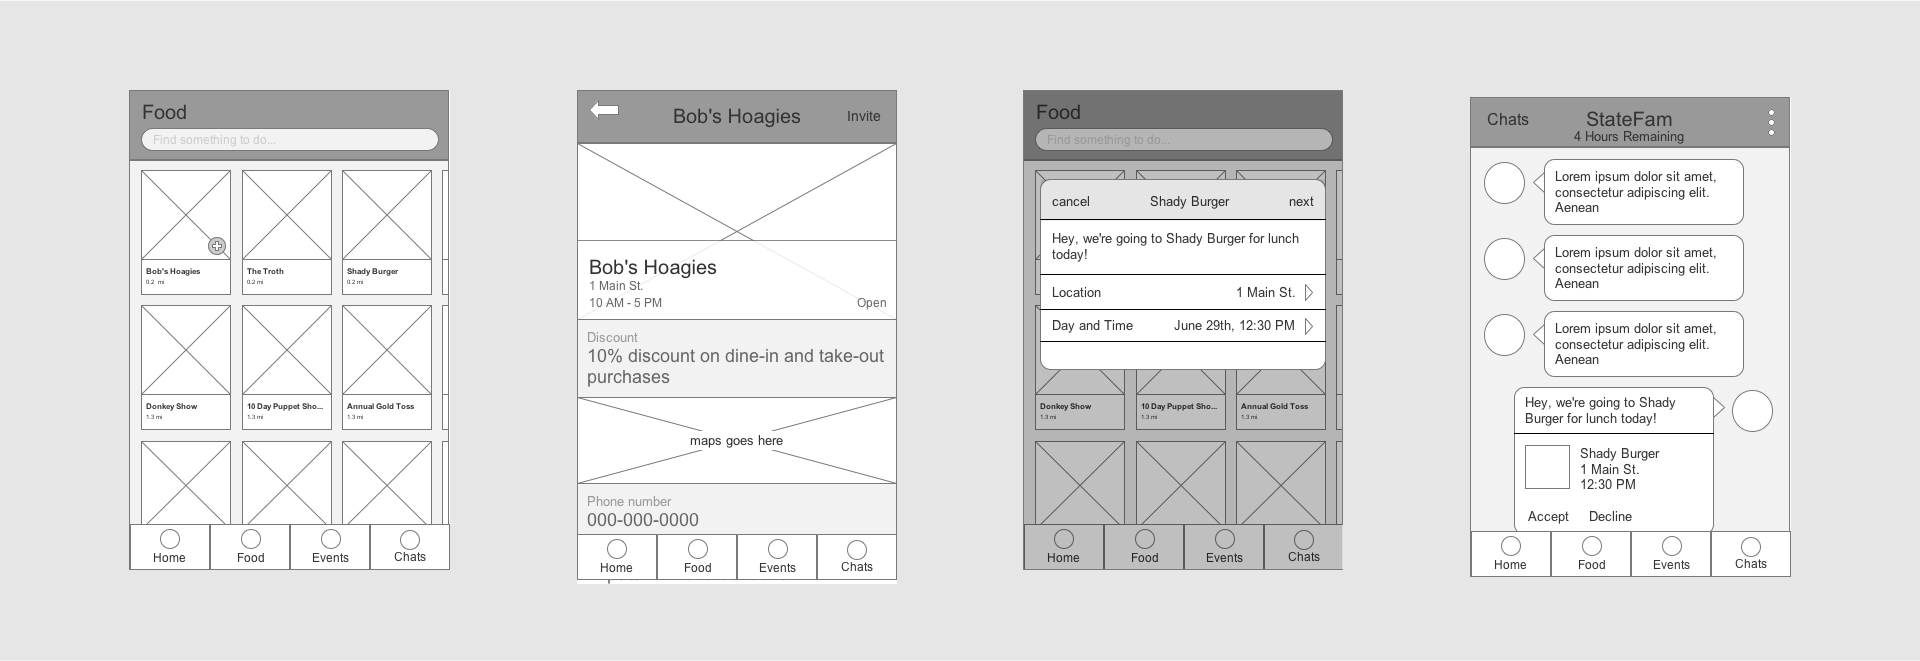 Food
Find something to do...
Bob's Hoagies
0.2 mi
The Troth
0.2 mi
Shady Burger
0.2 mi
Donkey Show
1.3 mi
10 Day Puppet Sho...
1.3 mi
Annual Gold Toss
1.3 mi
Home
Food
Events
Chats
Bob's Hoagies
Invite
Bob's Hoagies
1 Main St.
10 AM - 5 PM
Open
Discount
10% discount on dine-in and take-out
purchases
maps goes here
Phone number
000-000-0000
Home
Food
Events
Chats
Food
Find something to do...
cancel
Shady Burger
next
Hey, we're going to Shady Burger for lunch
today!
Location
1 Main St.
Day and Time
June 29th, 12:30 PM
Donkey Show
1.3 mi
10 Day Puppet Sho...
1.3 mi
Annual Gold Toss
1.3 mi
Home
Food
Events
Chats
Chats
StateFam
4 Hours Remaining
Lorem ipsum dolor sit amet,
consectetur adipiscing elit.
Aenean
Lorem ipsum dolor sit amet,
consectetur adipiscing elit.
Aenean
Lorem ipsum dolor sit amet,
consectetur adipiscing elit.
Aenean
Hey, we're going to Shady
Burger for lunch today!
Shady Burger
1 Main St.
12:30 PM
Accept
Decline
Home
Food
Events
Chats